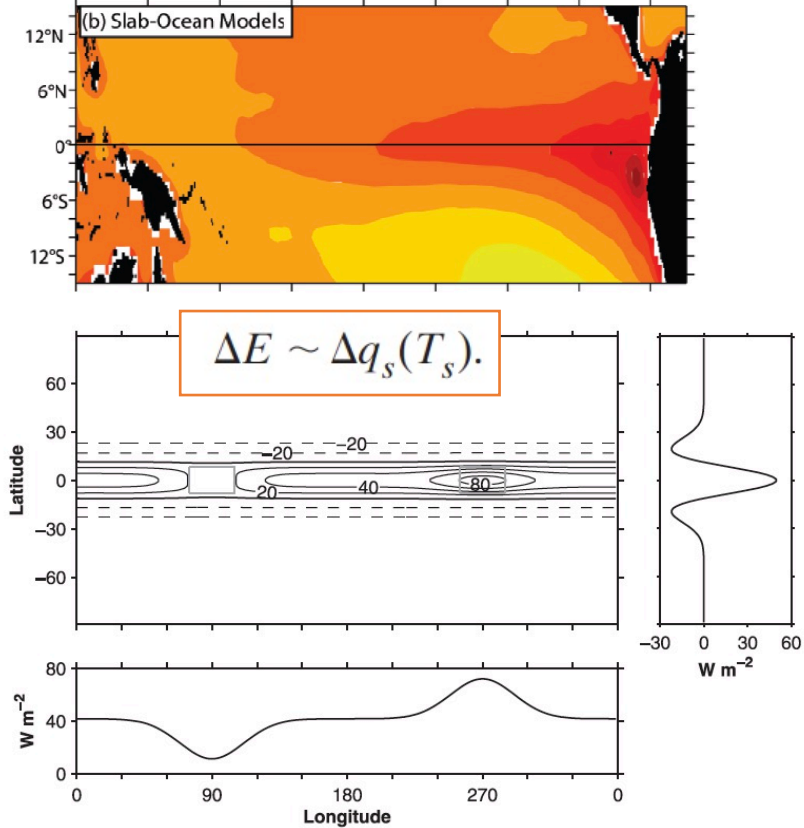 (b) Slab-Ocean Models
12°N
6°N
0°
6°S
12°S
ΔE ~ Δq_s(T_s).
60
30
0
−30
−60
Latitude
−20
−20
20
40
80
−30 0 30 60
W m⁻²
80
40
0
W m⁻²
0 90 180 270 0
Longitude